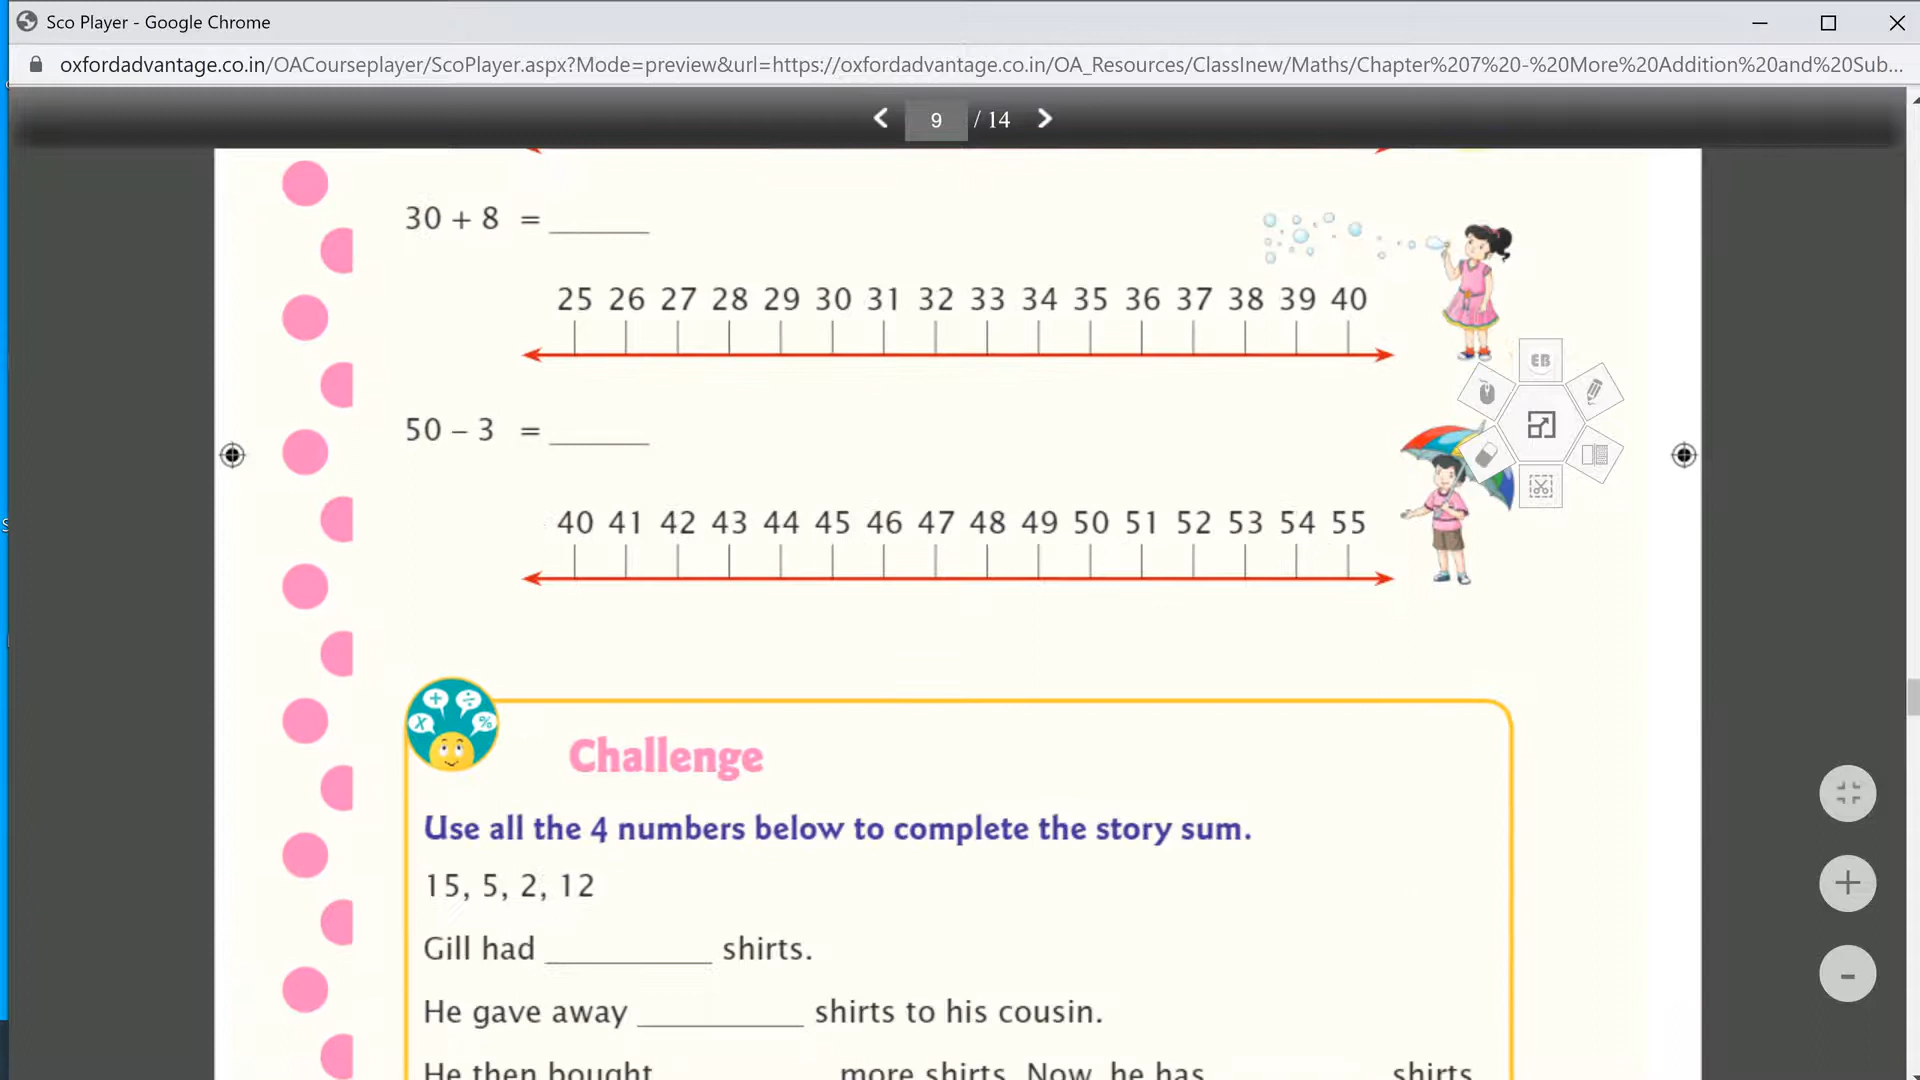 Sco Player - Google Chrome
oxfordadvantage.co.in/OACourseplayer/ScoPlayer.aspx?Mode=preview&url=https://oxfordadvantage.co.in/OA_Resources/ClassInew/Maths/Chapter%207%20-%20More%20Addition%20and%20Sub...
9 / 14
30 + 8 = ______
25 26 27 28 29 30 31 32 33 34 35 36 37 38 39 40
EB
50 – 3 = ______
40 41 42 43 44 45 46 47 48 49 50 51 52 53 54 55
+ ÷ x %
Challenge
Use all the 4 numbers below to complete the story sum.
15, 5, 2, 12
Gill had __________ shirts.
He gave away __________ shirts to his cousin.
He then bought __________ more shirts. Now, he has __________ shirts